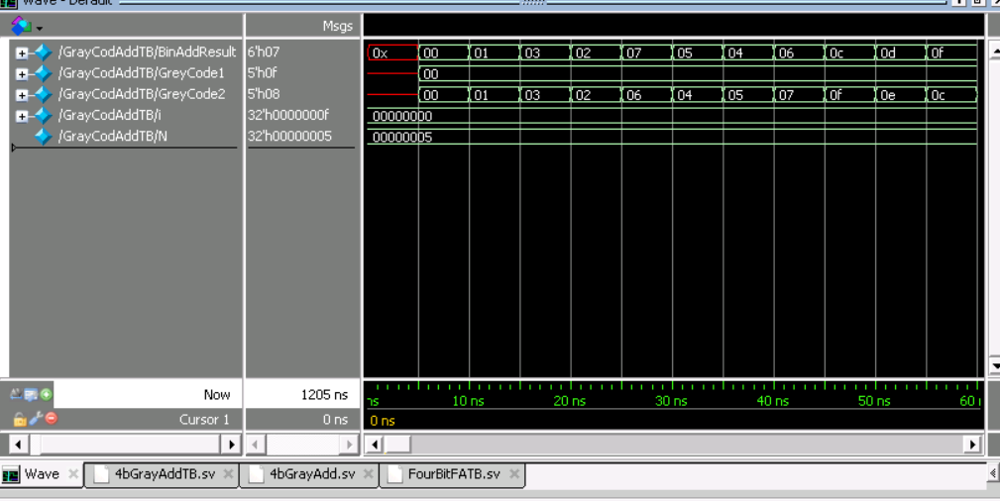 Wave - Default
Msgs
/GrayCodAddTB/BinAddResult 6'h07 0x 00 01 03 02 07 05 04 06 0c 0d 0f
/GrayCodAddTB/GreyCode1 5'h0f 00
/GrayCodAddTB/GreyCode2 5'h08 00 01 03 02 06 04 05 07 0f 0e 0c
/GrayCodAddTB/i 32'h0000000f 00000000
/GrayCodAddTB/N 32'h00000005 00000005
Now 1205 ns ns 10 ns 20 ns 30 ns 40 ns 50 ns 60
Cursor 1 0 ns 0 ns
Wave 4bGrayAddTB.sv 4bGrayAdd.sv FourBitFATB.sv